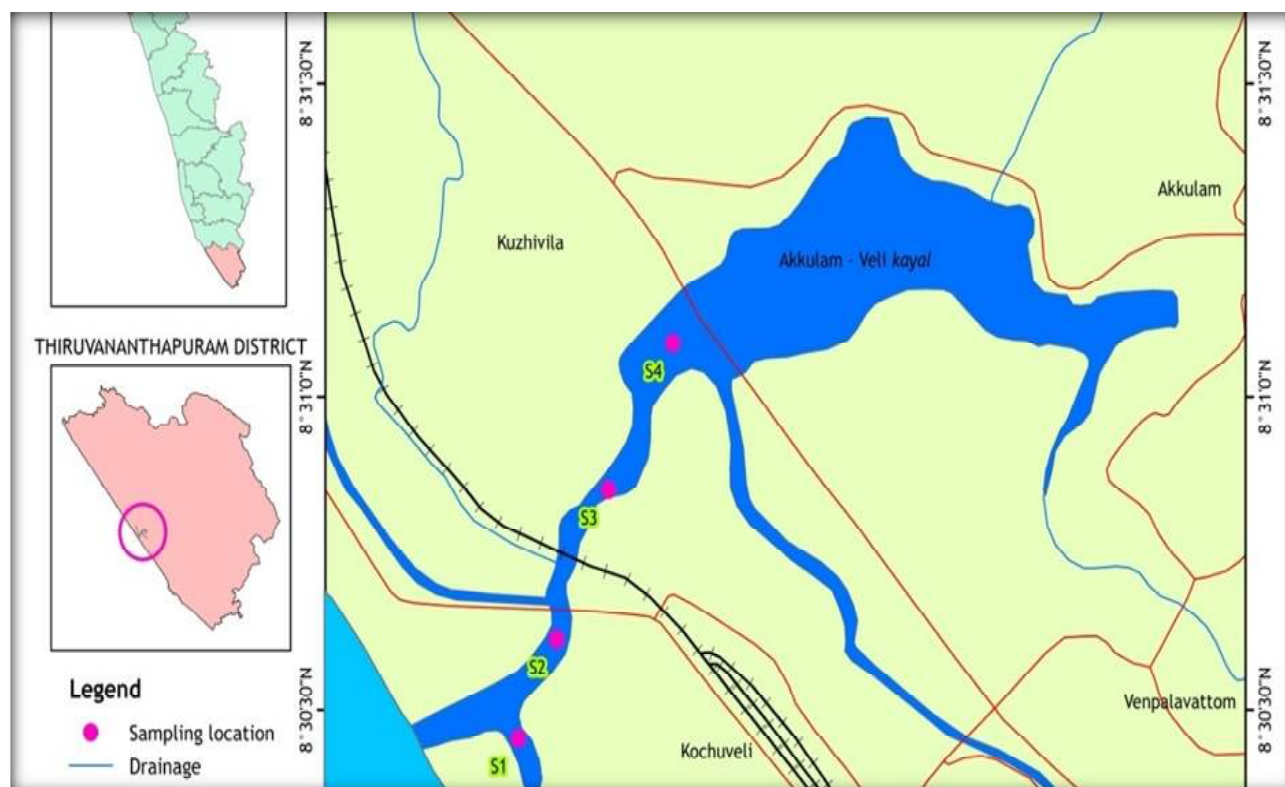 THIRUVANANTHAPURAM DISTRICT
Legend
Sampling location
Drainage
8°31'30"N
8°31'0"N
8°30'30"N
Kuzhivila
Akkulam - Veli kayal
Akkulam
S4
S3
S2
S1
Kochuveli
Venpalavattom
8°31'30"N
8°31'0"N
8°30'30"N